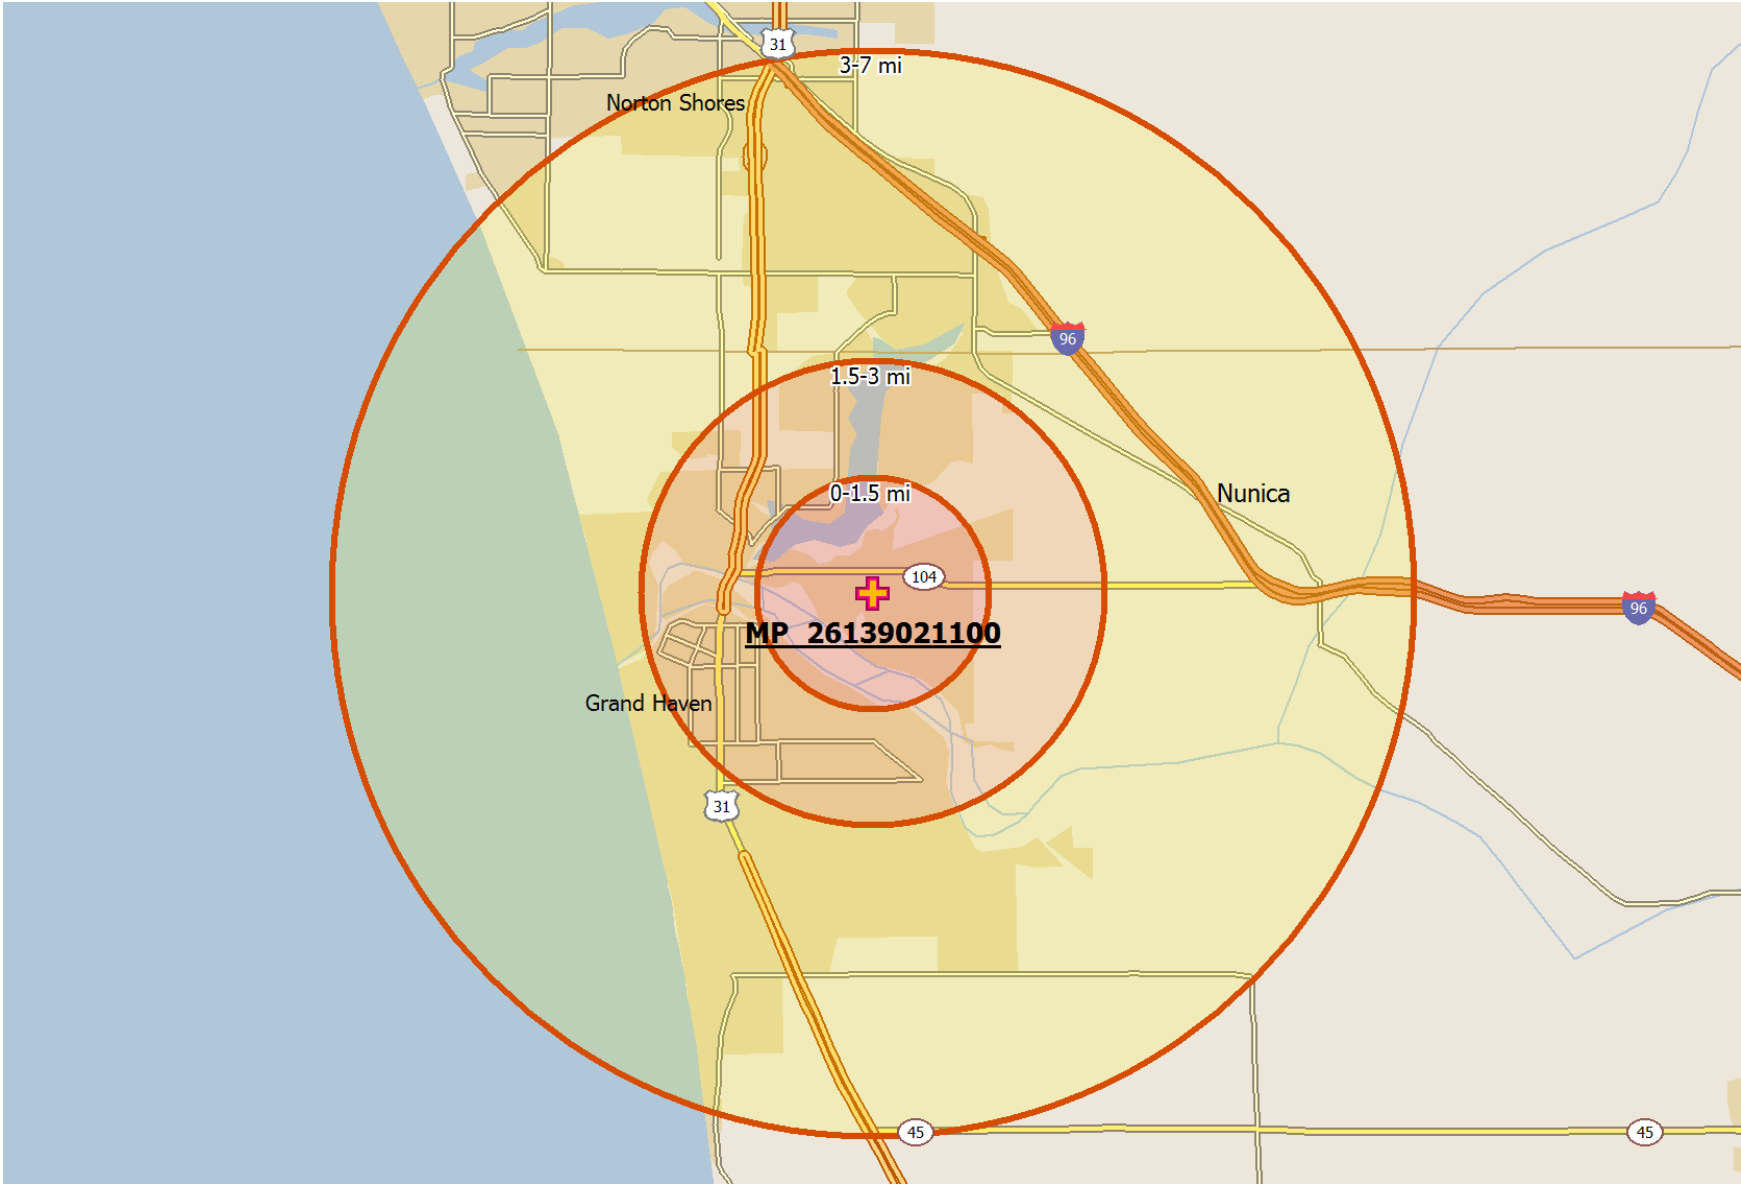 31
3-7 mi
Norton Shores
96
1.5-3 mi
0-1.5 mi
Nunica
104
96
MP 26139021100
Grand Haven
31
45
45